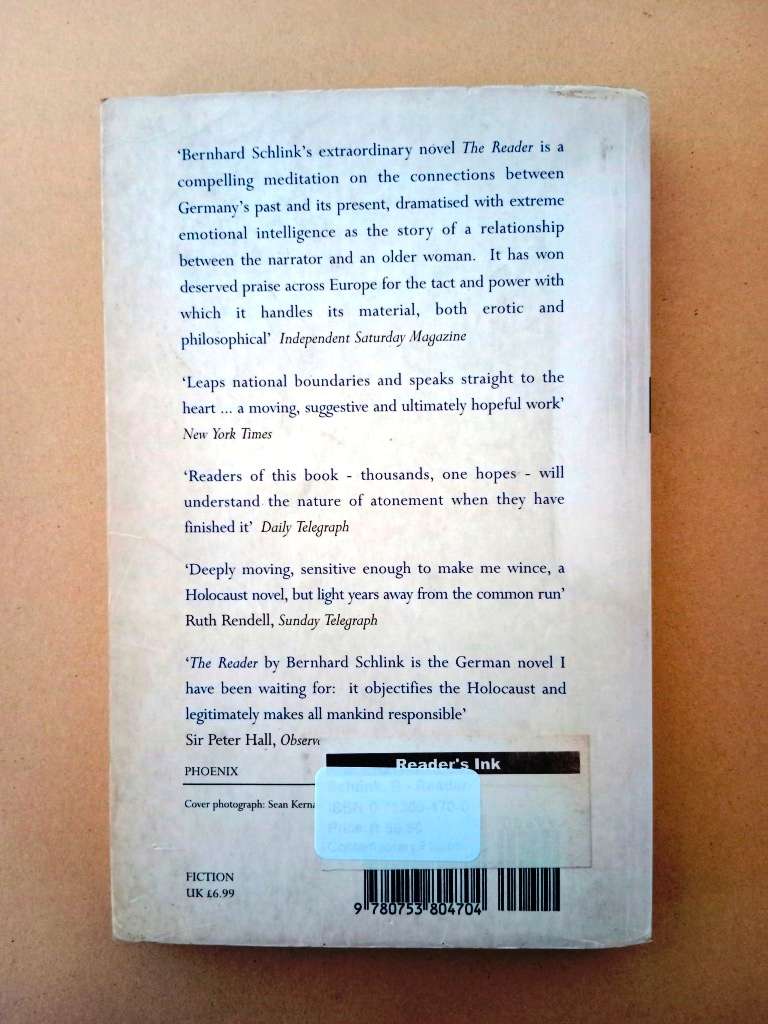 ‘Bernhard Schlink's extraordinary novel The Reader is a
compelling meditation on the connections between
Germany's past and its present, dramatised with extreme
emotional intelligence as the story of a relationship
between the narrator and an older woman. It has won
deserved praise across Europe for the tact and power with
which it handles its material, both erotic and
philosophical’ Independent Saturday Magazine
‘Leaps national boundaries and speaks straight to the
heart ... a moving, suggestive and ultimately hopeful work’
New York Times
‘Readers of this book - thousands, one hopes - will
understand the nature of atonement when they have
finished it’ Daily Telegraph
‘Deeply moving, sensitive enough to make me wince, a
Holocaust novel, but light years away from the common run’
Ruth Rendell, Sunday Telegraph
‘The Reader by Bernhard Schlink is the German novel I
have been waiting for: it objectifies the Holocaust and
legitimately makes all mankind responsible’
Sir Peter Hall,
Reader's Ink
PHOENIX
Cover photograph: Sean
FICTION
UK £6.99
9 780753 804704